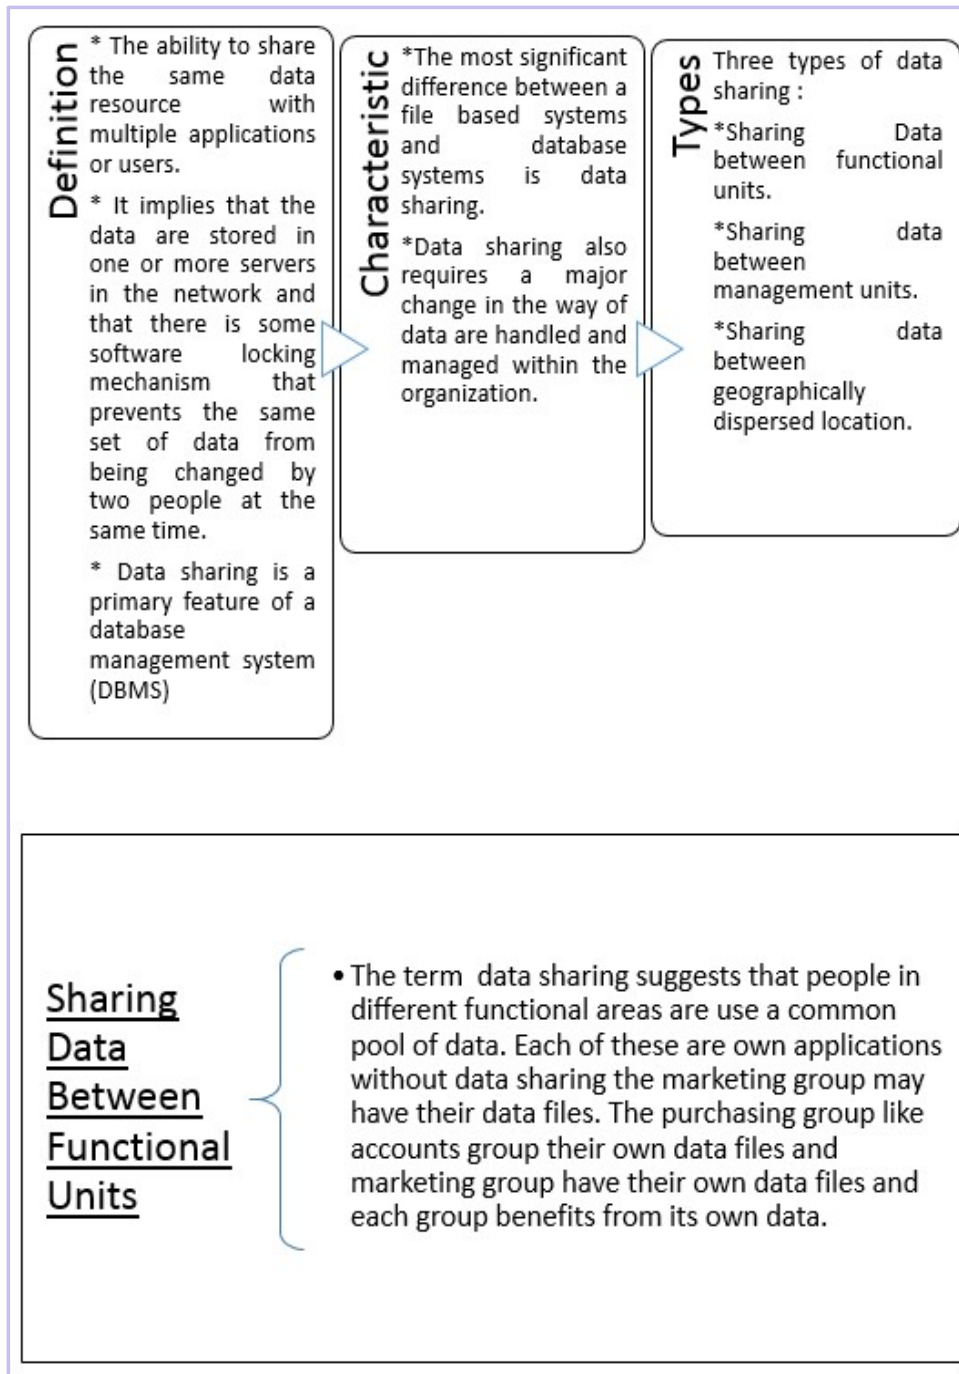 Definition
* The ability to share
the same data
resource with
multiple applications
or users.
* It implies that the
data are stored in
one or more servers
in the network and
that there is some
software locking
mechanism that
prevents the same
set of data from
being changed by
two people at the
same time.
* Data sharing is a
primary feature of a
database
management system
(DBMS)
Characteristic
*The most significant
difference between a
file based systems
and database
systems is data
sharing.
*Data sharing also
requires a major
change in the way of
data are handled and
managed within the
organization.
Types
Three types of data
sharing :
*Sharing Data
between functional
units.
*Sharing data
between
management units.
*Sharing data
between
geographically
dispersed location.
Sharing
Data
Between
Functional
Units
• The term data sharing suggests that people in
different functional areas are use a common
pool of data. Each of these are own applications
without data sharing the marketing group may
have their data files. The purchasing group like
accounts group their own data files and
marketing group have their own data files and
each group benefits from its own data.